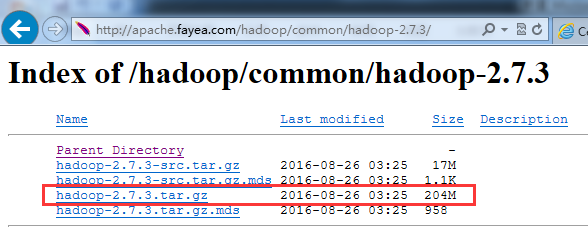 http://apache.fayea.com/hadoop/common/hadoop-2.7.3/
Index of /hadoop/common/hadoop-2.7.3
Name Last modified Size Description
Parent Directory -
hadoop-2.7.3-src.tar.gz 2016-08-26 03:25 17M
hadoop-2.7.3-src.tar.gz.mds 2016-08-26 03:25 1.1K
hadoop-2.7.3.tar.gz 2016-08-26 03:25 204M
hadoop-2.7.3.tar.gz.mds 2016-08-26 03:25 958